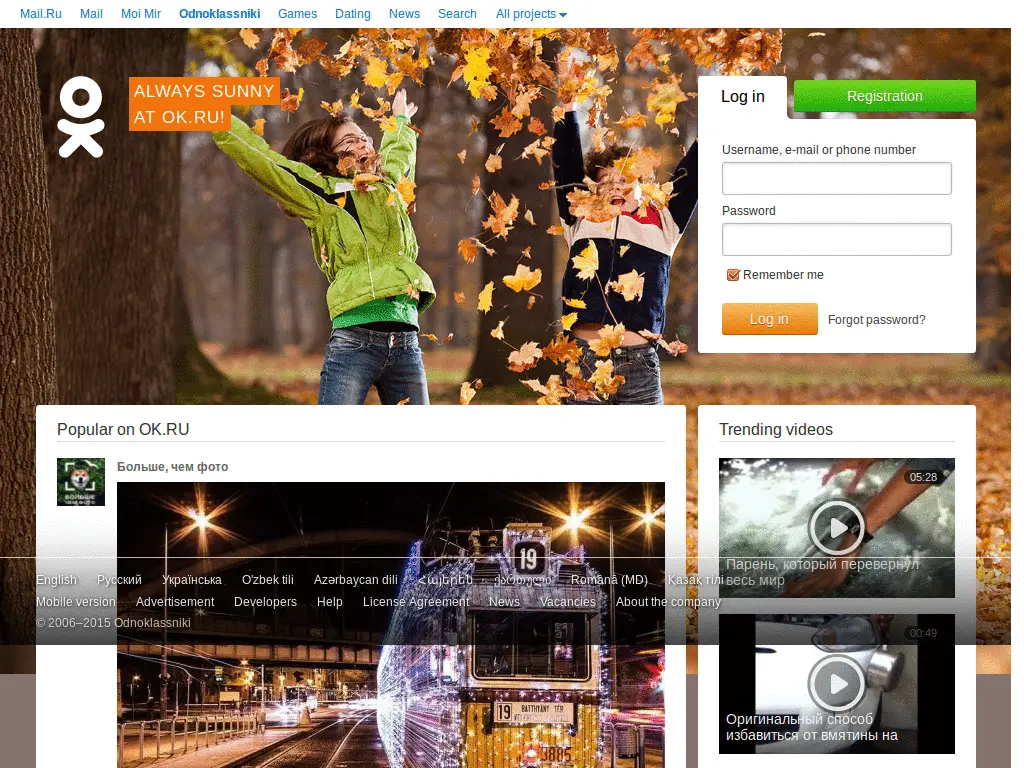 Mail.Ru Mail Moi Mir Odnoklassniki Games Dating News Search All projects
ALWAYS SUNNY
AT OK.RU!
Log in
Registration
Username, e-mail or phone number
Password
Remember me
Log in
Forgot password?
Popular on OK.RU
Больше, чем фото
БОЛЬШЕ
ЧЕМ ФОТО
19
19 BATTHYÁNY TÉR
3885
Trending videos
05:28
Парень, который перевернул
весь мир
00:49
Оригинальный способ
избавиться от вмятины на
English Русский Українська O'zbek tili Azərbaycan dili Հայերեն ქართული Română (MD) Қазақ тілі
Mobile version Advertisement Developers Help License Agreement News Vacancies About the company
© 2006–2015 Odnoklassniki